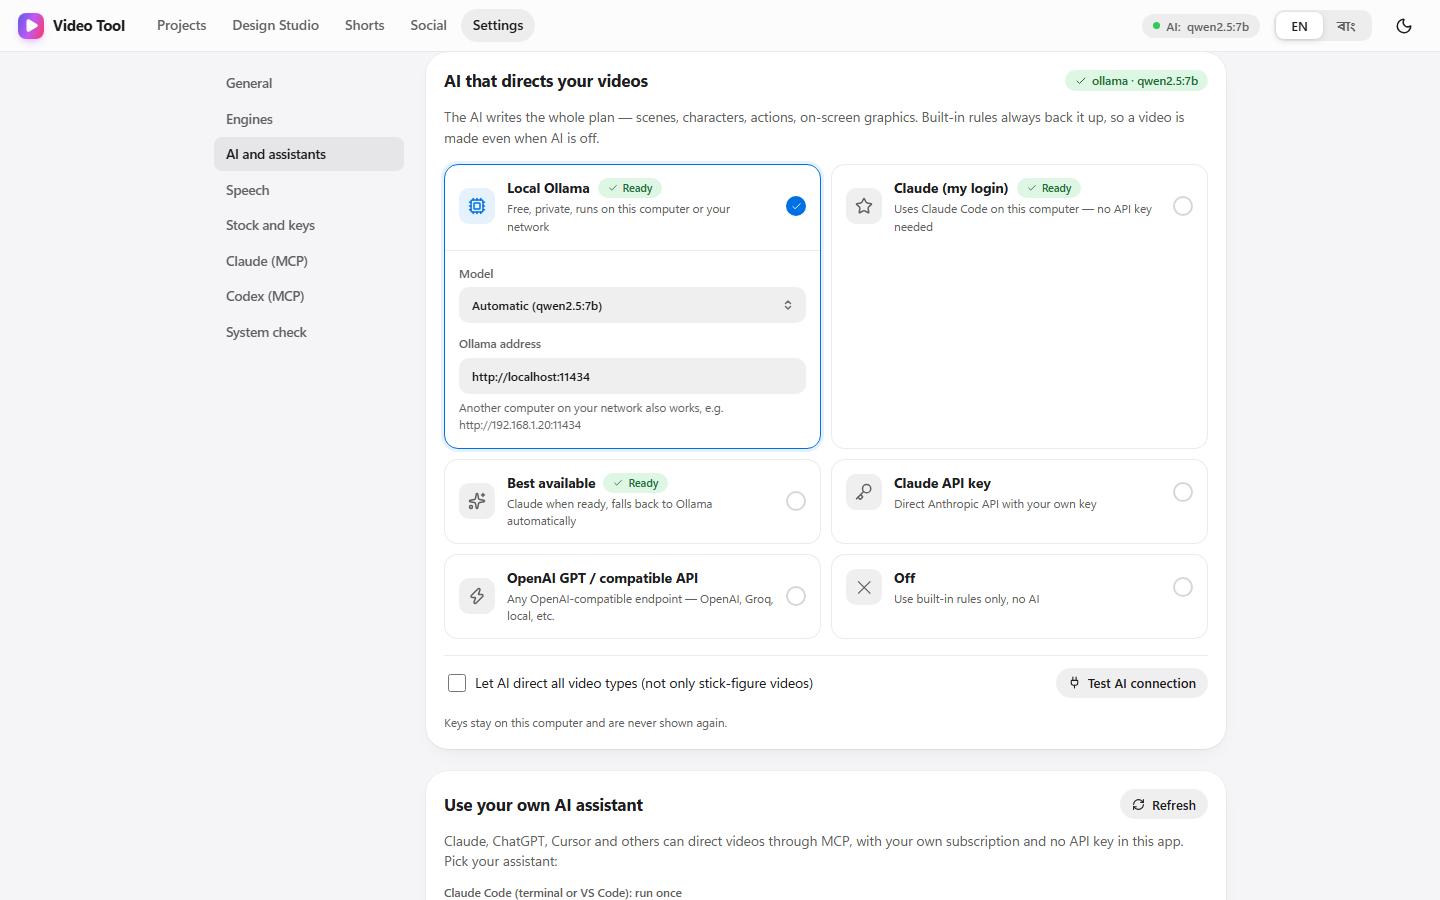 Video Tool
Projects
Design Studio
Shorts
Social
Settings
AI: qwen2.5:7b
EN
বাং
General
Engines
AI and assistants
Speech
Stock and keys
Claude (MCP)
Codex (MCP)
System check
AI that directs your videos
ollama · qwen2.5:7b
The AI writes the whole plan — scenes, characters, actions, on-screen graphics. Built-in rules always back it up, so a video is
made even when AI is off.
Local Ollama
Ready
Free, private, runs on this computer or your
network
Model
Automatic (qwen2.5:7b)
Ollama address
http://localhost:11434
Another computer on your network also works, e.g.
http://192.168.1.20:11434
Claude (my login)
Ready
Uses Claude Code on this computer — no API key
needed
Best available
Ready
Claude when ready, falls back to Ollama
automatically
Claude API key
Direct Anthropic API with your own key
OpenAI GPT / compatible API
Any OpenAI-compatible endpoint — OpenAI, Groq,
local, etc.
Off
Use built-in rules only, no AI
Let AI direct all video types (not only stick-figure videos)
Test AI connection
Keys stay on this computer and are never shown again.
Use your own AI assistant
Refresh
Claude, ChatGPT, Cursor and others can direct videos through MCP, with your own subscription and no API key in this app.
Pick your assistant:
Claude Code (terminal or VS Code): run once